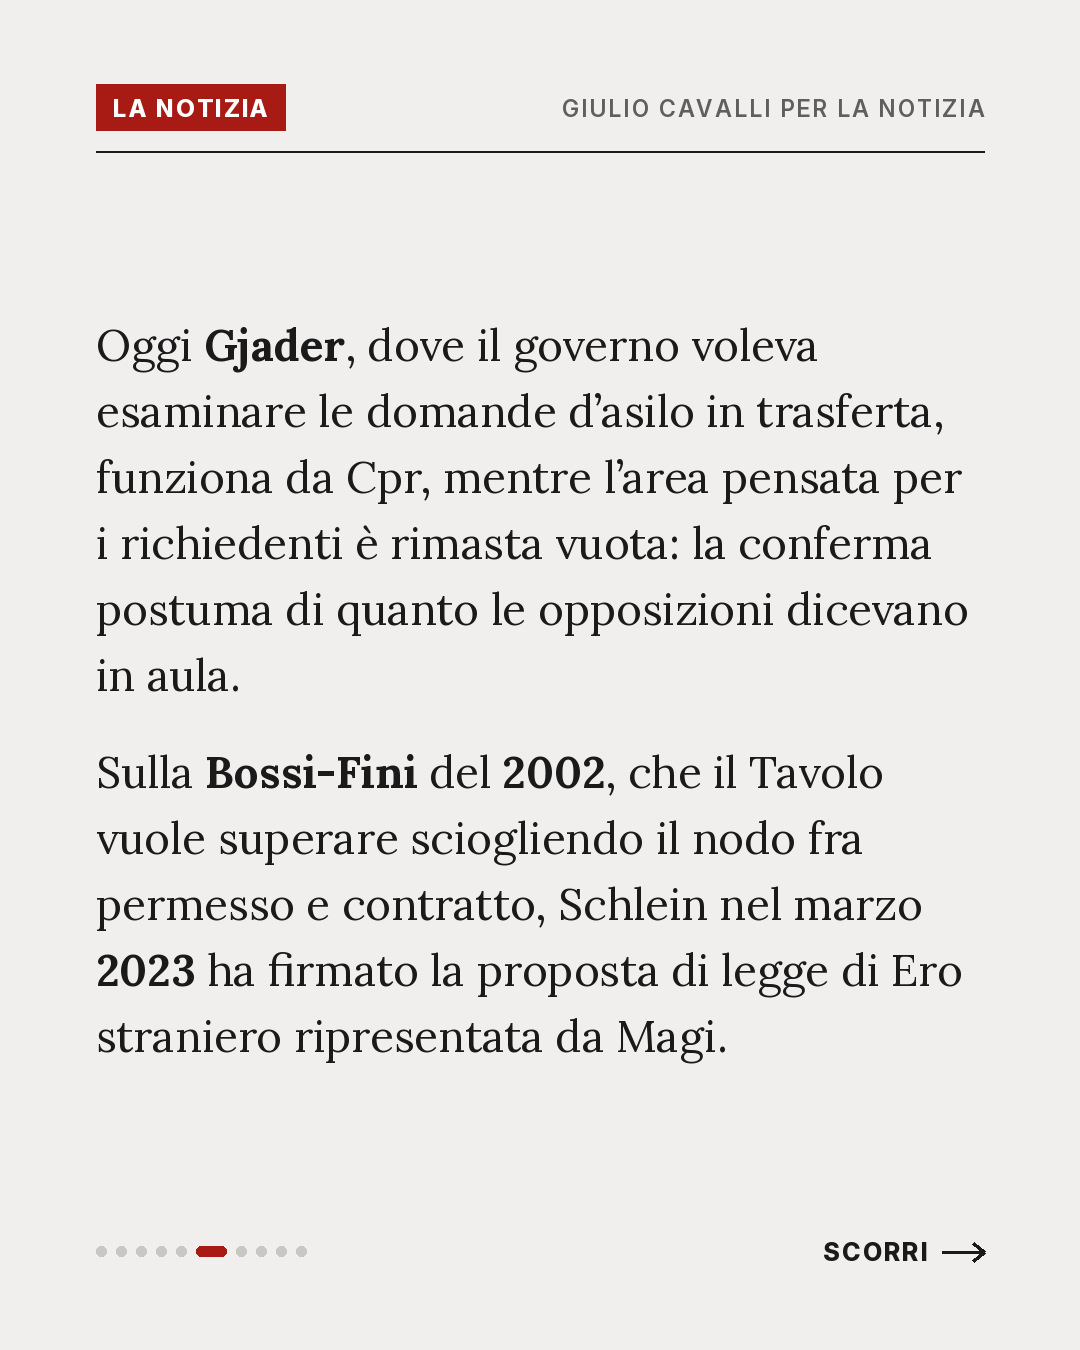 LA NOTIZIA
GIULIO CAVALLI PER LA NOTIZIA
Oggi Gjader, dove il governo voleva
esaminare le domande d’asilo in trasferta,
funziona da Cpr, mentre l’area pensata per
i richiedenti è rimasta vuota: la conferma
postuma di quanto le opposizioni dicevano
in aula.
Sulla Bossi-Fini del 2002, che il Tavolo
vuole superare sciogliendo il nodo fra
permesso e contratto, Schlein nel marzo
2023 ha firmato la proposta di legge di Ero
straniero ripresentata da Magi.
SCORRI